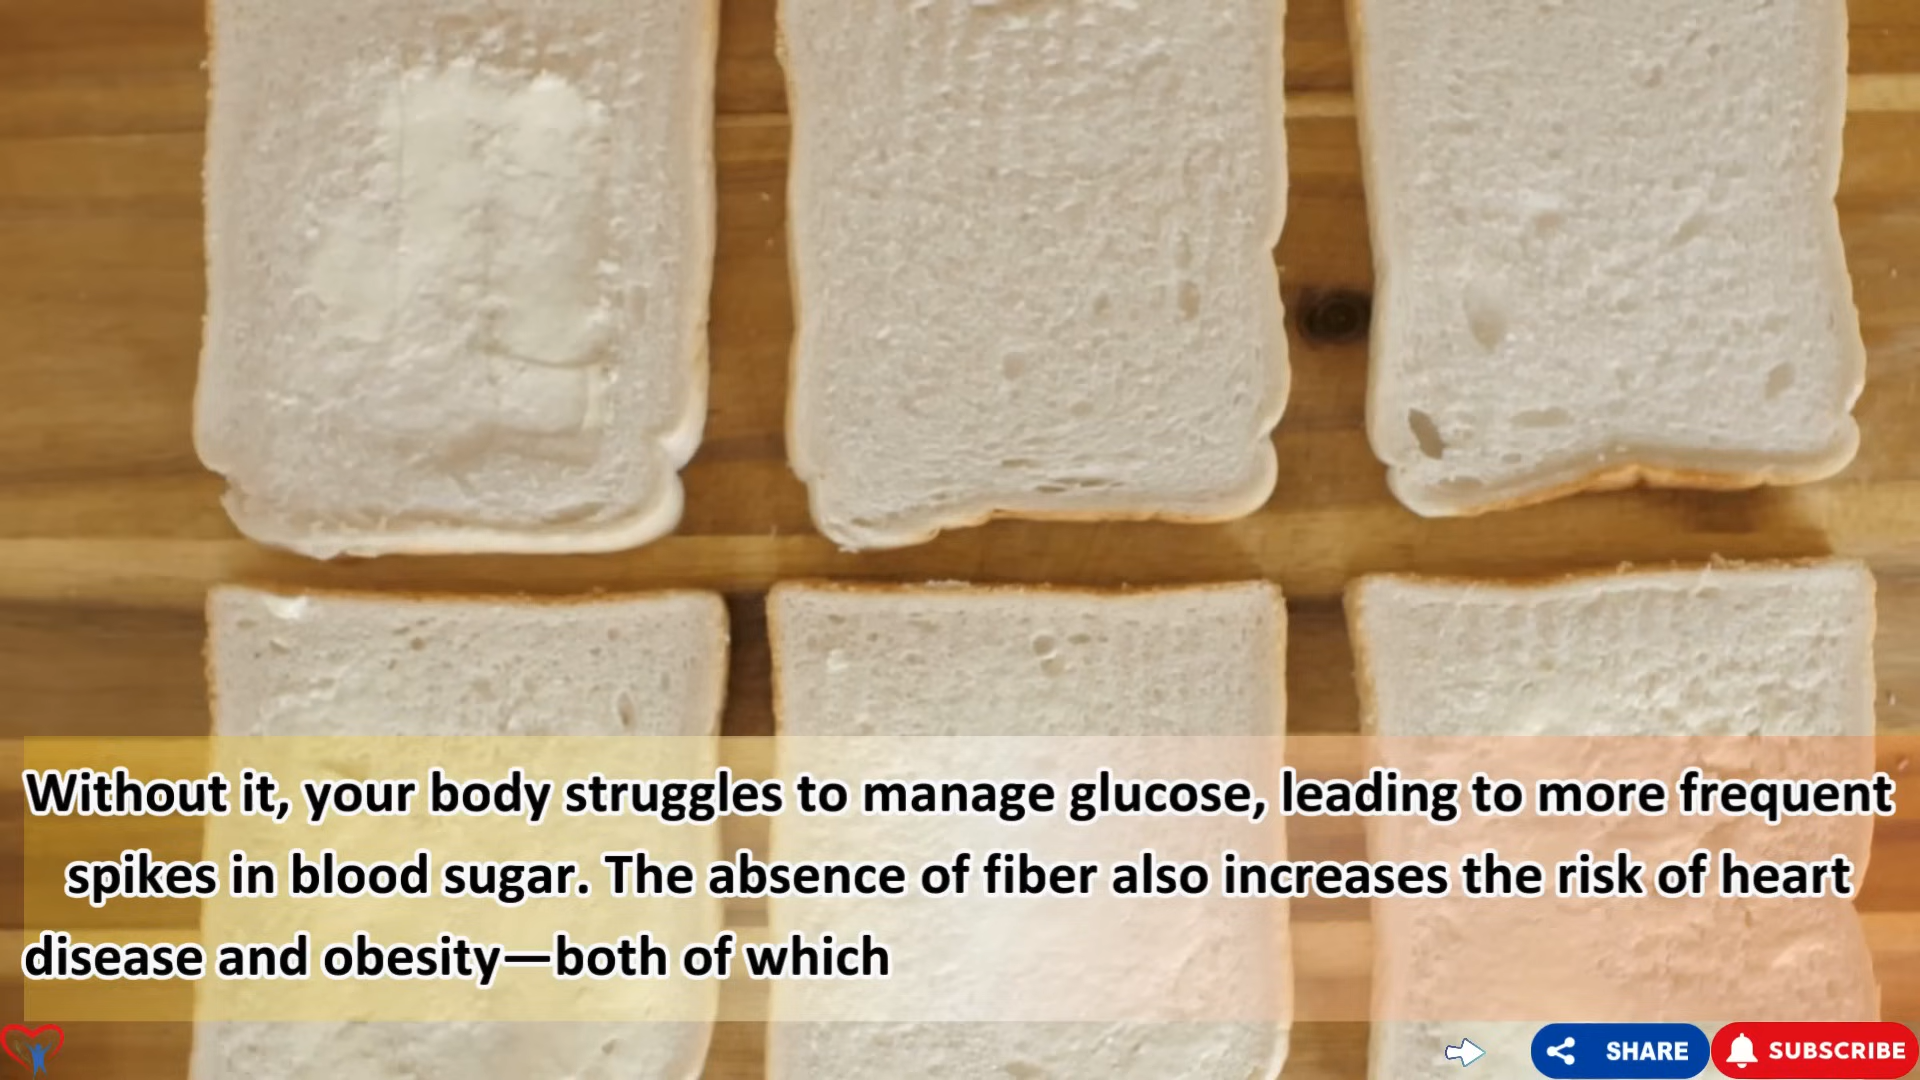 Without it, your body struggles to manage glucose, leading to more frequent
spikes in blood sugar. The absence of fiber also increases the risk of heart
disease and obesity—both of which
SHARE
SUBSCRIBE